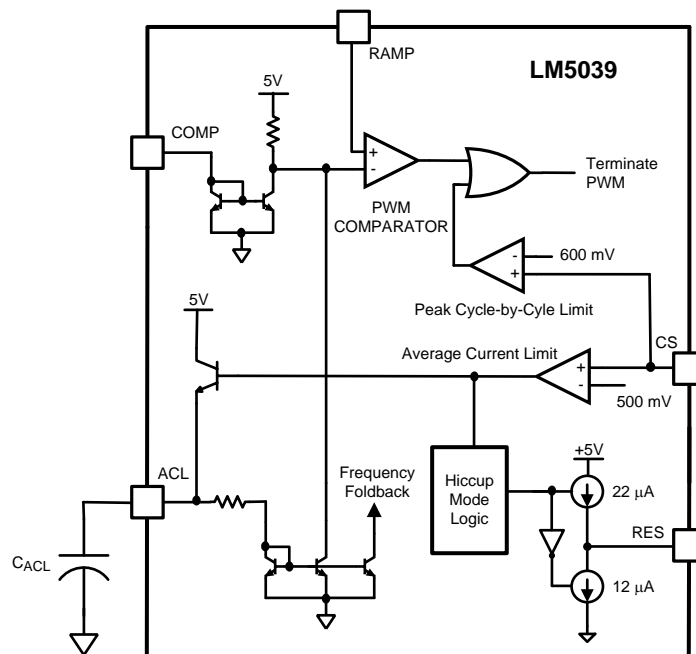 RAMP
LM5039
5V
COMP
+
-
PWM
COMPARATOR
Terminate
PWM
-
+
600 mV
Peak Cycle-by-Cyle Limit
5V
CS
Average Current Limit
+
-
500 mV
+5V
ACL
Frequency
Foldback
Hiccup
Mode
Logic
22 μA
RES
CACL
12 μA